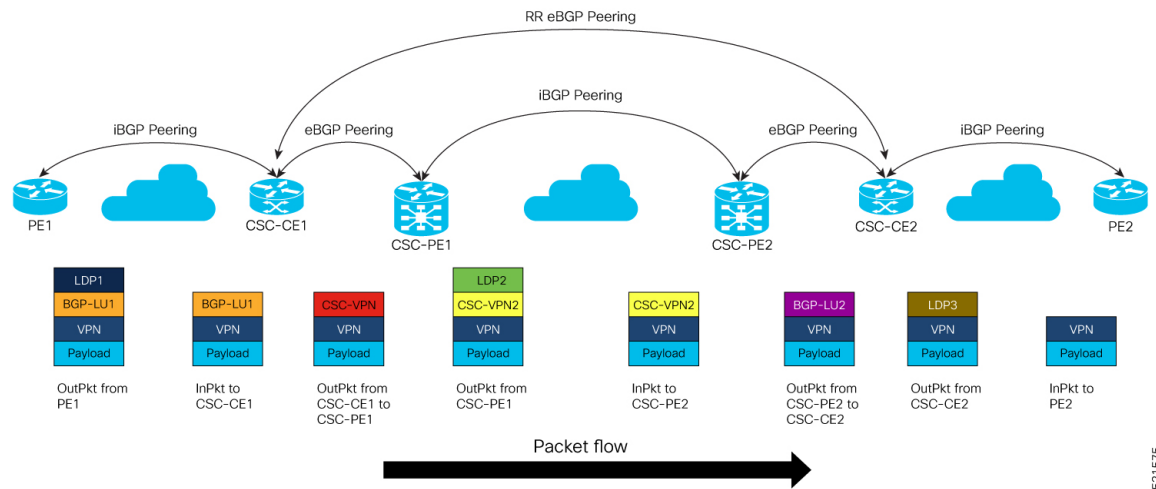 RR eBGP Peering
iBGP Peering
iBGP Peering
eBGP Peering
eBGP Peering
iBGP Peering
PE1
CSC-CE1
CSC-PE1
CSC-PE2
CSC-CE2
PE2
LDP1
BGP-LU1
VPN
Payload
OutPkt from
PE1
BGP-LU1
VPN
Payload
InPkt to
CSC-CE1
CSC-VPN
VPN
Payload
OutPkt from
CSC-CE1 to
CSC-PE1
LDP2
CSC-VPN2
VPN
Payload
OutPkt from
CSC-PE1
CSC-VPN2
VPN
Payload
InPkt to
CSC-PE2
BGP-LU2
VPN
Payload
OutPkt from
CSC-PE2 to
CSC-CE2
LDP3
VPN
Payload
OutPkt from
CSC-CE2
VPN
Payload
InPkt to
PE2
Packet flow